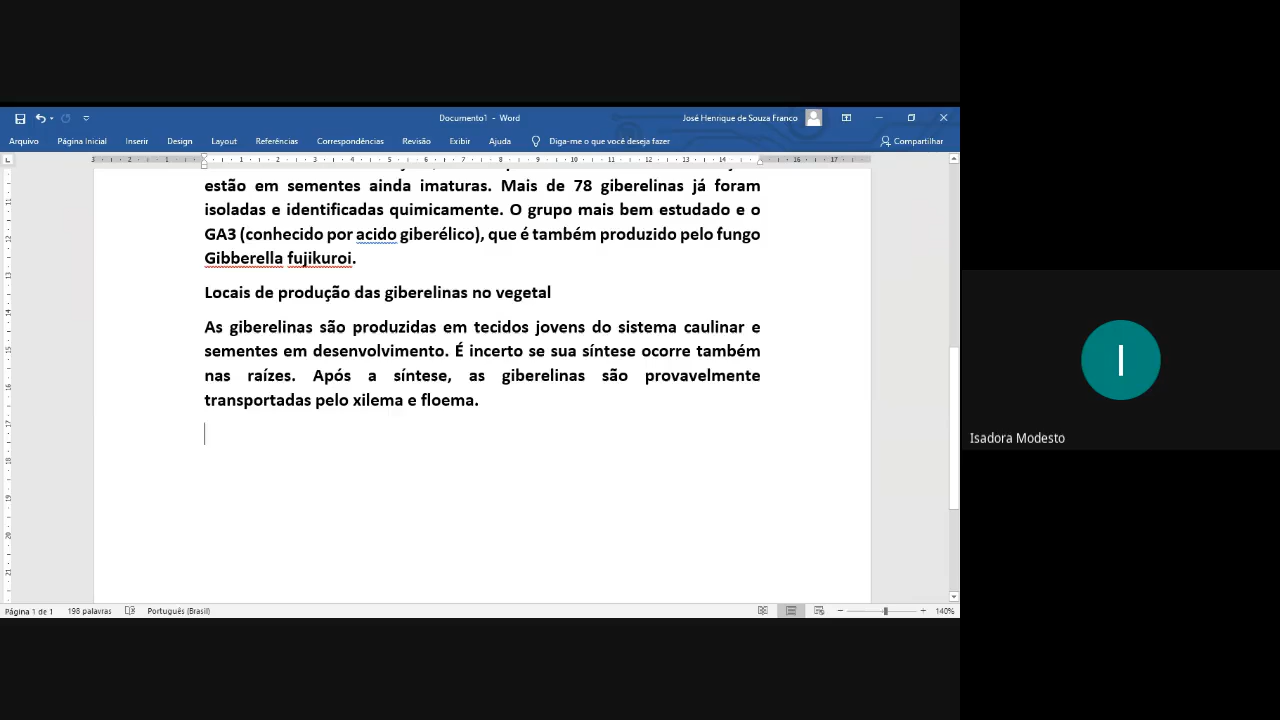 Documento1 - Word
José Henrique de Souza Franco
Arquivo Página Inicial Inserir Design Layout Referências Correspondências Revisão Exibir Ajuda Diga-me o que você deseja fazer Compartilhar
estão em sementes ainda imaturas. Mais de 78 giberelinas já foram
isoladas e identificadas quimicamente. O grupo mais bem estudado e o
GA3 (conhecido por acido giberélico), que é também produzido pelo fungo
Gibberella fujikuroi.
Locais de produção das giberelinas no vegetal
As giberelinas são produzidas em tecidos jovens do sistema caulinar e
sementes em desenvolvimento. É incerto se sua síntese ocorre também
nas raízes. Após a síntese, as giberelinas são provavelmente
transportadas pelo xilema e floema.
I
Isadora Modesto
Página 1 de 1 198 palavras Português (Brasil) 140%